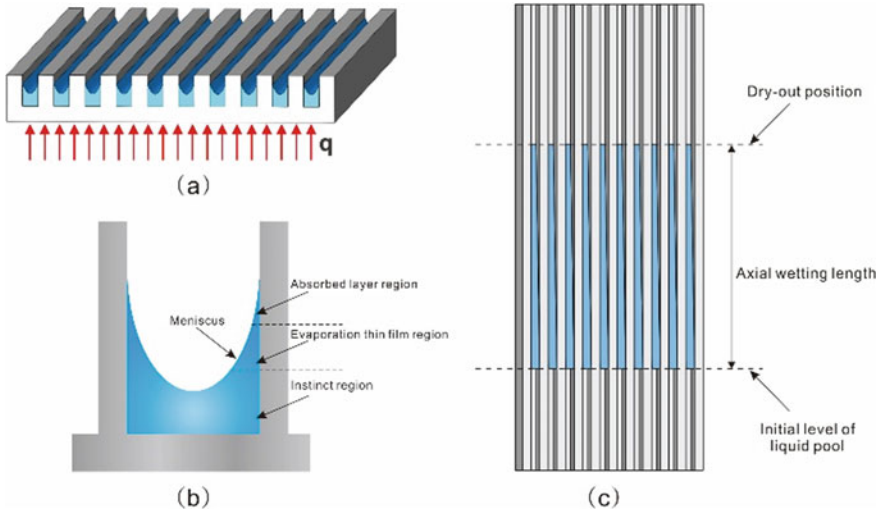 q
(a)
Meniscus
Absorbed layer region
Evaporation thin film region
Instinct region
(b)
Dry-out position
Axial wetting length
Initial level of
liquid pool
(c)